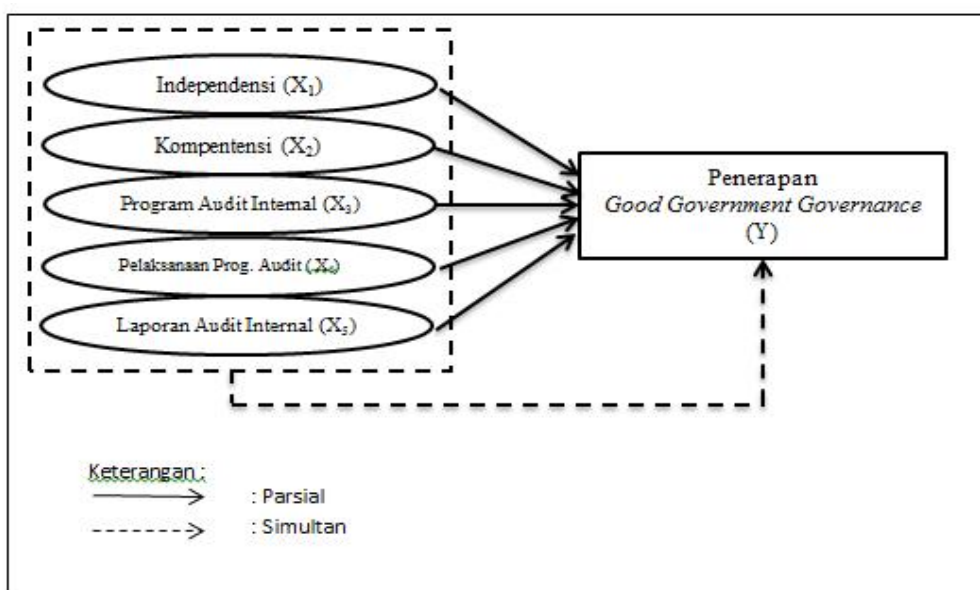 Independensi (X₁)
Kompentensi (X₂)
Program Audit Internal (X₃)
Pelaksanaan Prog. Audit (X₄)
Laporan Audit Internal (X₅)
Penerapan
Good Government Governance
(Y)
Keterangan :
: Parsial
: Simultan